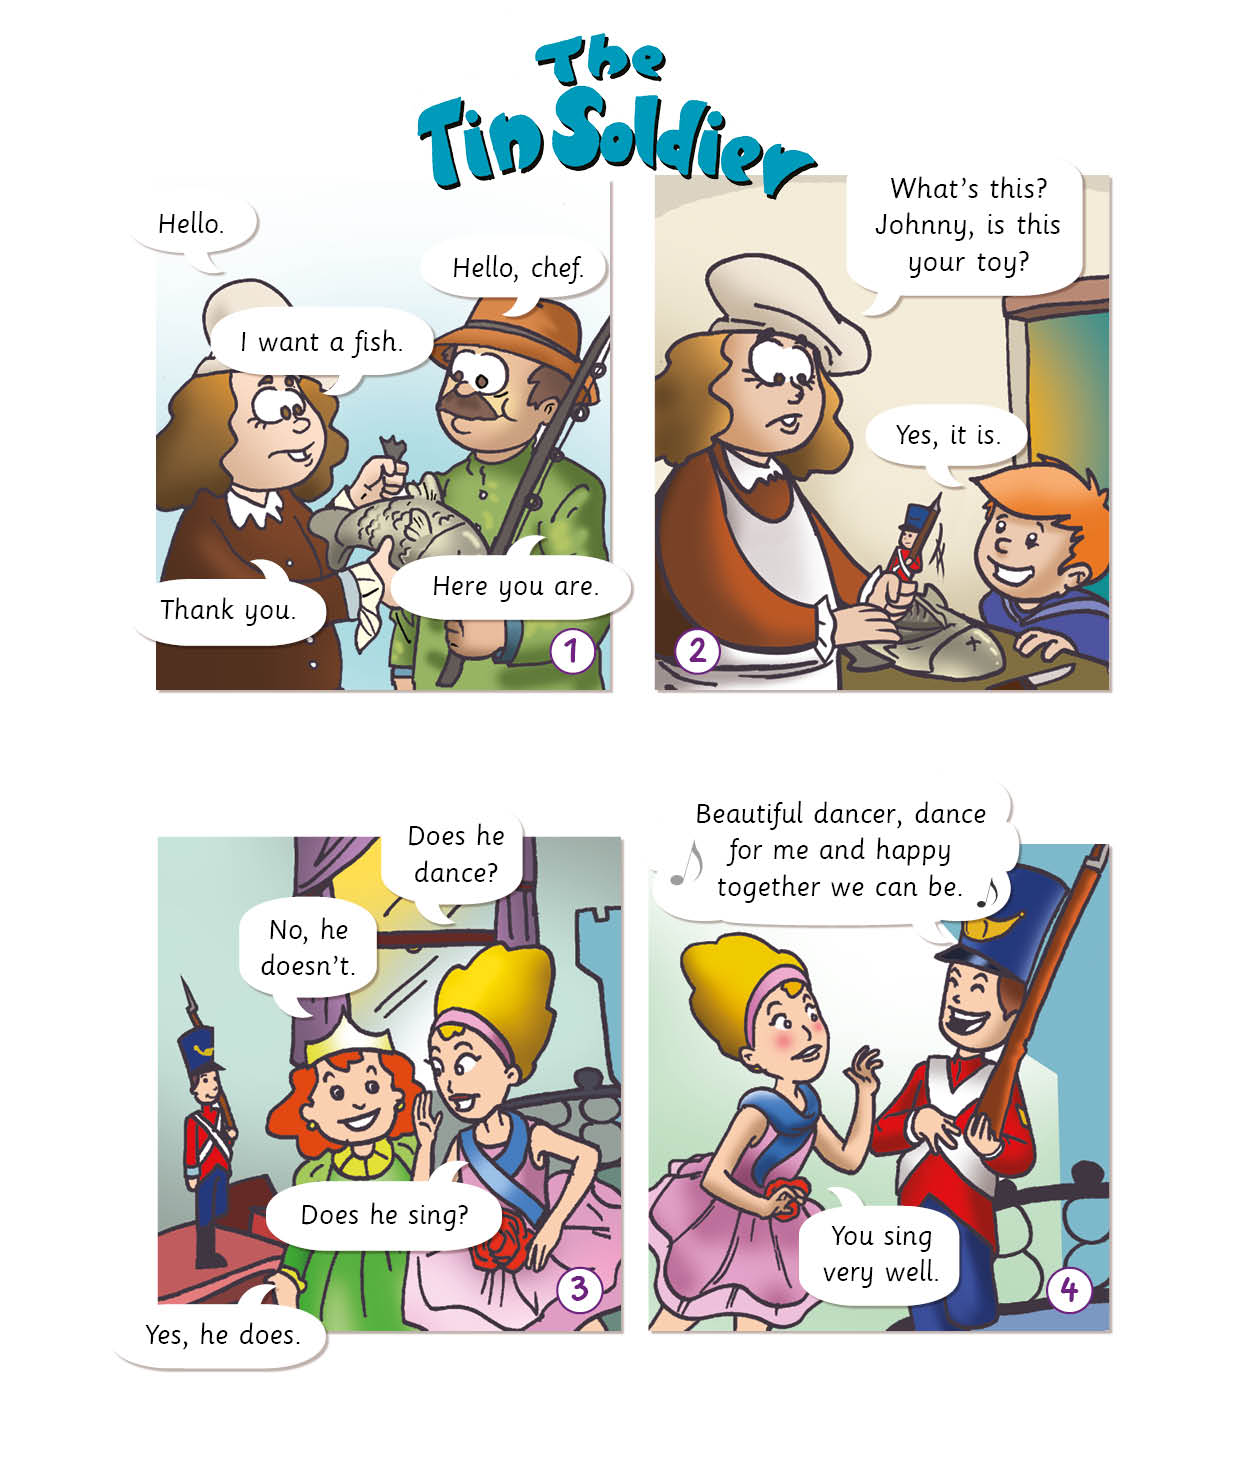 The
Tin Soldier
Hello.
Hello, chef.
I want a fish.
Here you are.
Thank you.
1
What's this?
Johnny, is this
your toy?
Yes, it is.
2
Does he
dance?
No, he
doesn't.
Does he sing?
Yes, he does.
3
Beautiful dancer, dance
for me and happy
together we can be.
You sing
very well.
4